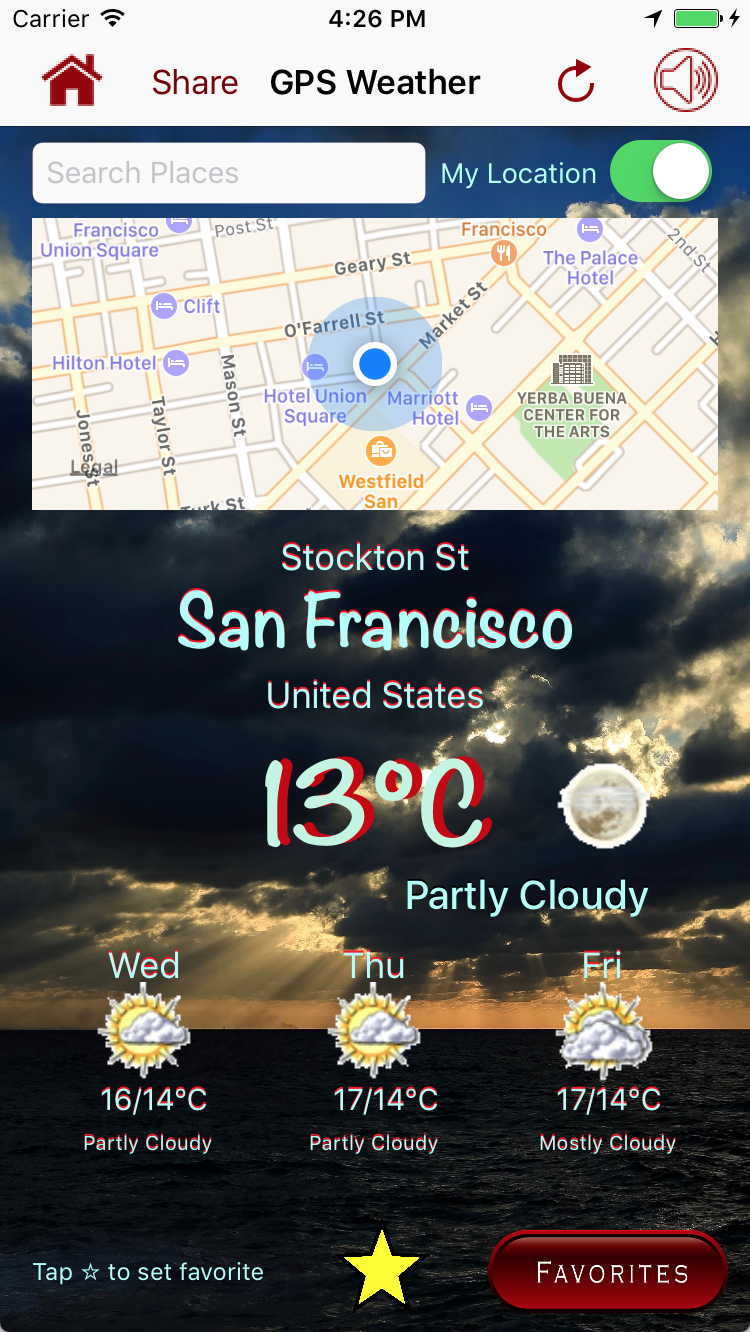 Carrier 4:26 PM
Share GPS Weather
Search Places My Location
Francisco
Union Square
Post St
Francisco
2nd St
The Palace
Hotel
Geary St
Clift
O'Farrell St
Market St
Hilton Hotel
Mason St
Hotel Union
Square
Marriott
Hotel
YERBA BUENA
CENTER FOR
THE ARTS
Jones St
Taylor St
Legal
Westfield
San
Turk St
Stockton St
San Francisco
United States
13°C
Partly Cloudy
Wed Thu Fri
16/14°C 17/14°C 17/14°C
Partly Cloudy Partly Cloudy Mostly Cloudy
Tap ☆ to set favorite
FAVORITES